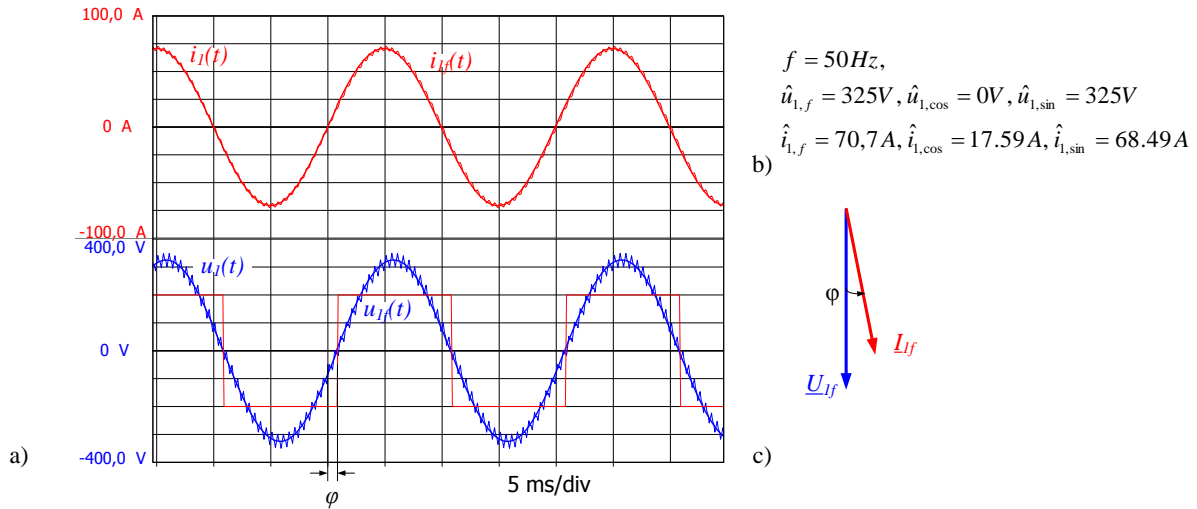 100,0 A
i₁(t)
i₁f(t)
0 A
-100,0 A
400,0 V
u₁(t)
u₁f(t)
0 V
-400,0 V
a)
φ
5 ms/div
f = 50Hz,
û₁,f = 325V, û₁,cos = 0V, û₁,sin = 325V
î₁,f = 70,7A, î₁,cos = 17.59A, î₁,sin = 68.49A
b)
φ
I₁f
U₁f
c)